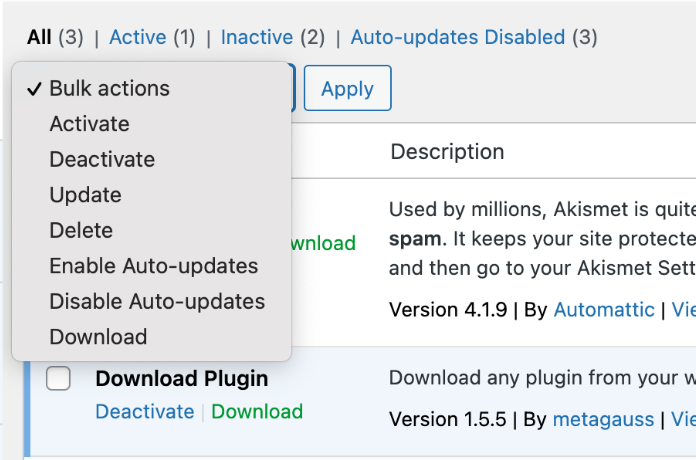 All (3) | Active (1) | Inactive (2) | Auto-updates Disabled (3)
✓ Bulk actions
Apply
Activate
Deactivate
Update
Delete
Enable Auto-updates
Disable Auto-updates
Download
Description
Used by millions, Akismet is quite
spam. It keeps your site protecte
and then go to your Akismet Sett
Version 4.1.9 | By Automattic | Vie
wnload
Download Plugin
Deactivate | Download
Download any plugin from your w
Version 1.5.5 | By metagauss | Vie